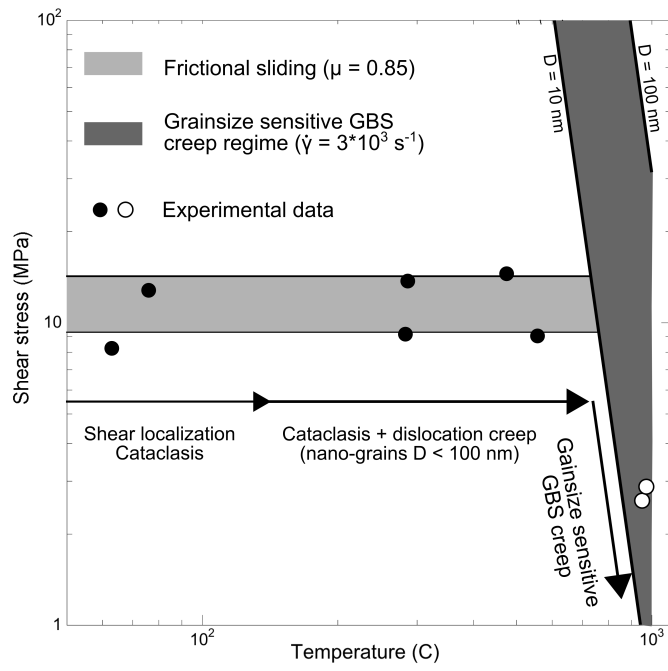 10²
Frictional sliding (μ = 0.85)
Grainsize sensitive GBS
creep regime (γ̇ = 3*10³ s⁻¹)
Experimental data
D = 10 nm
D = 100 nm
Shear stress (MPa)
10
Shear localization
Cataclasis
Cataclasis + dislocation creep
(nano-grains D < 100 nm)
Gainsize sensitive
GBS creep
1
10²
10³
Temperature (C)